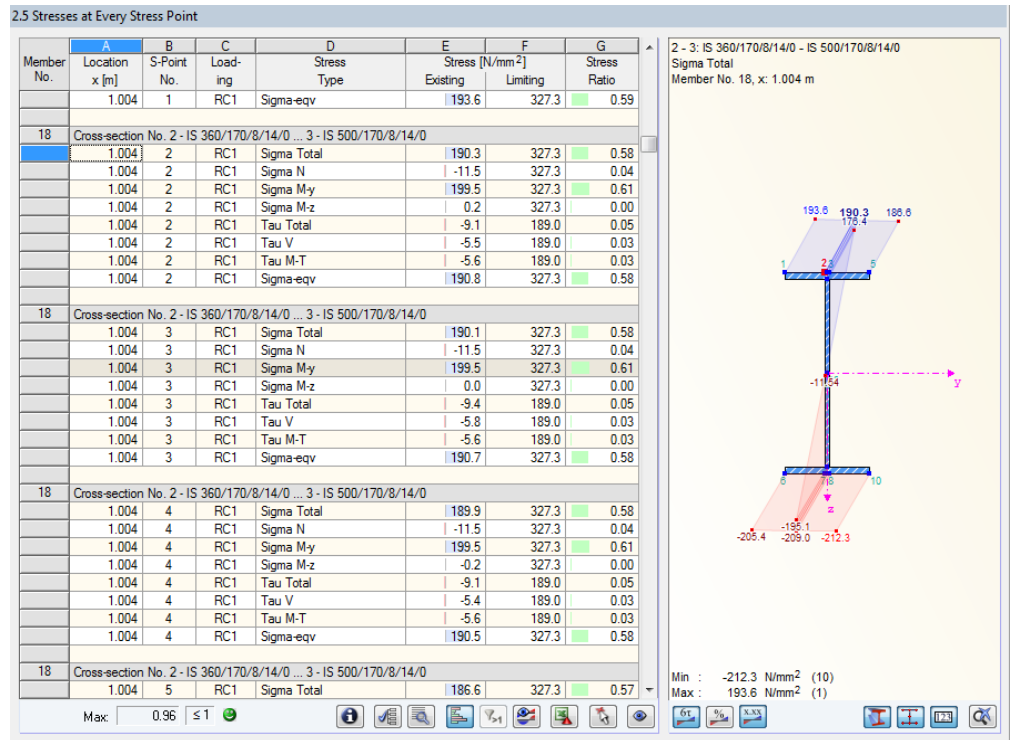 2.5 Stresses at Every Stress Point
A B C D E F G
Member Location S-Point Load- Stress Stress [N/mm2] Stress
No. x [m] No. ing Type Existing Limiting Ratio
1.004 1 RC1 Sigma-eqv 193.6 327.3 0.59
18 Cross-section No. 2 - IS 360/170/8/14/0 ... 3 - IS 500/170/8/14/0
1.004 2 RC1 Sigma Total 190.3 327.3 0.58
1.004 2 RC1 Sigma N -11.5 327.3 0.04
1.004 2 RC1 Sigma M-y 199.5 327.3 0.61
1.004 2 RC1 Sigma M-z 0.2 327.3 0.00
1.004 2 RC1 Tau Total -9.1 189.0 0.05
1.004 2 RC1 Tau V -5.5 189.0 0.03
1.004 2 RC1 Tau M-T -5.6 189.0 0.03
1.004 2 RC1 Sigma-eqv 190.8 327.3 0.58
18 Cross-section No. 2 - IS 360/170/8/14/0 ... 3 - IS 500/170/8/14/0
1.004 3 RC1 Sigma Total 190.1 327.3 0.58
1.004 3 RC1 Sigma N -11.5 327.3 0.04
1.004 3 RC1 Sigma M-y 199.5 327.3 0.61
1.004 3 RC1 Sigma M-z 0.0 327.3 0.00
1.004 3 RC1 Tau Total -9.4 189.0 0.05
1.004 3 RC1 Tau V -5.8 189.0 0.03
1.004 3 RC1 Tau M-T -5.6 189.0 0.03
1.004 3 RC1 Sigma-eqv 190.7 327.3 0.58
18 Cross-section No. 2 - IS 360/170/8/14/0 ... 3 - IS 500/170/8/14/0
1.004 4 RC1 Sigma Total 189.9 327.3 0.58
1.004 4 RC1 Sigma N -11.5 327.3 0.04
1.004 4 RC1 Sigma M-y 199.5 327.3 0.61
1.004 4 RC1 Sigma M-z -0.2 327.3 0.00
1.004 4 RC1 Tau Total -9.1 189.0 0.05
1.004 4 RC1 Tau V -5.4 189.0 0.03
1.004 4 RC1 Tau M-T -5.6 189.0 0.03
1.004 4 RC1 Sigma-eqv 190.5 327.3 0.58
18 Cross-section No. 2 - IS 360/170/8/14/0 ... 3 - IS 500/170/8/14/0
1.004 5 RC1 Sigma Total 186.6 327.3 0.57
Max: 0.96 ≤ 1
2 - 3: IS 360/170/8/14/0 - IS 500/170/8/14/0
Sigma Total
Member No. 18, x: 1.004 m
193.6 190.3 186.6
176.4
1 2 3 5
y
6 7 8 10
z
-195.1
-205.4 -209.0 -212.3
Min : -212.3 N/mm2 (10)
Max : 193.6 N/mm2 (1)
6τ % x.xx 123